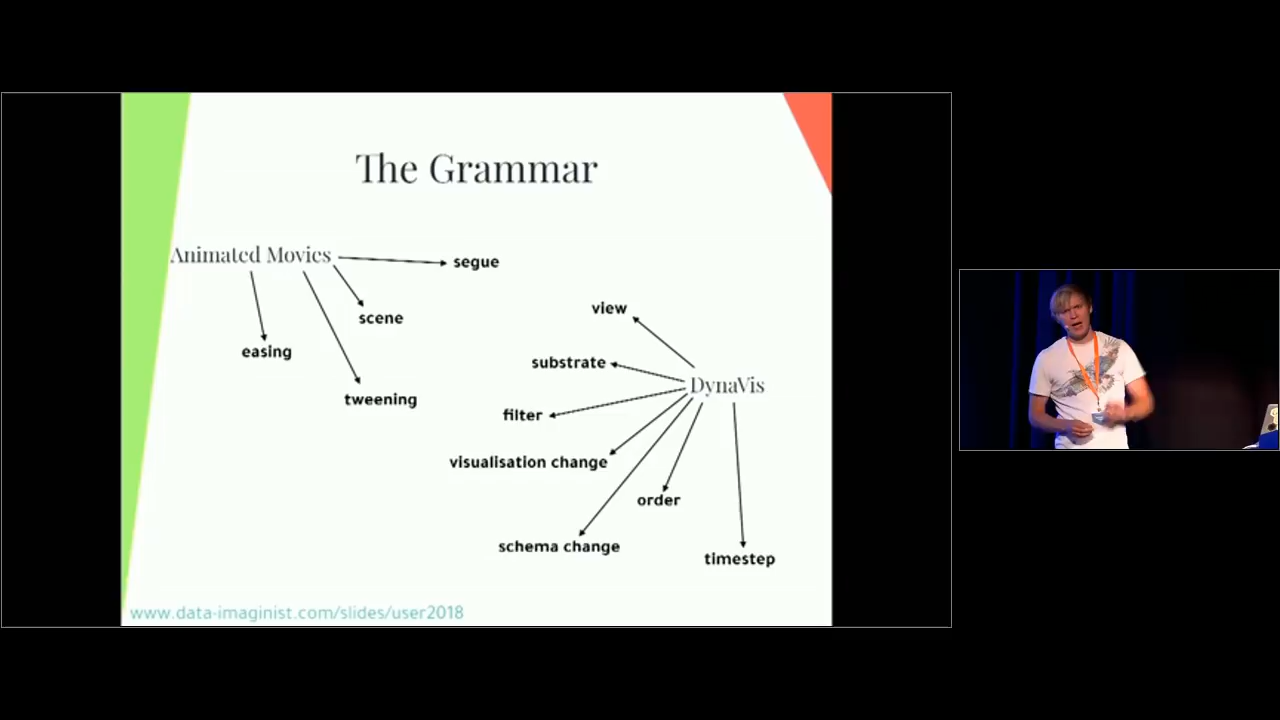 The Grammar
Animated Movies
segue
scene
easing
tweening
view
substrate
DynaVis
filter
visualisation change
order
schema change
timestep
www.data-imaginist.com/slides/user2018